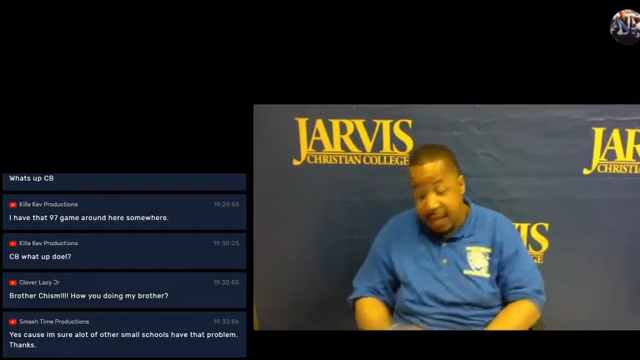 Whats up CB
Killa Kev Productions 19:29:55
I have that 97 game around here somewhere.
Killa Kev Productions 19:30:25
CB what up doe!?
Clover Lacy Jr 19:30:55
Brother Chism!!!! How you doing my brother?
Smash Time Productions 19:32:56
Yes cause im sure alot of other small schools have that problem.
Thanks.
JARVIS
CHRISTIAN COLLEGE
JAR
CHRISTIAN
IS
EGE